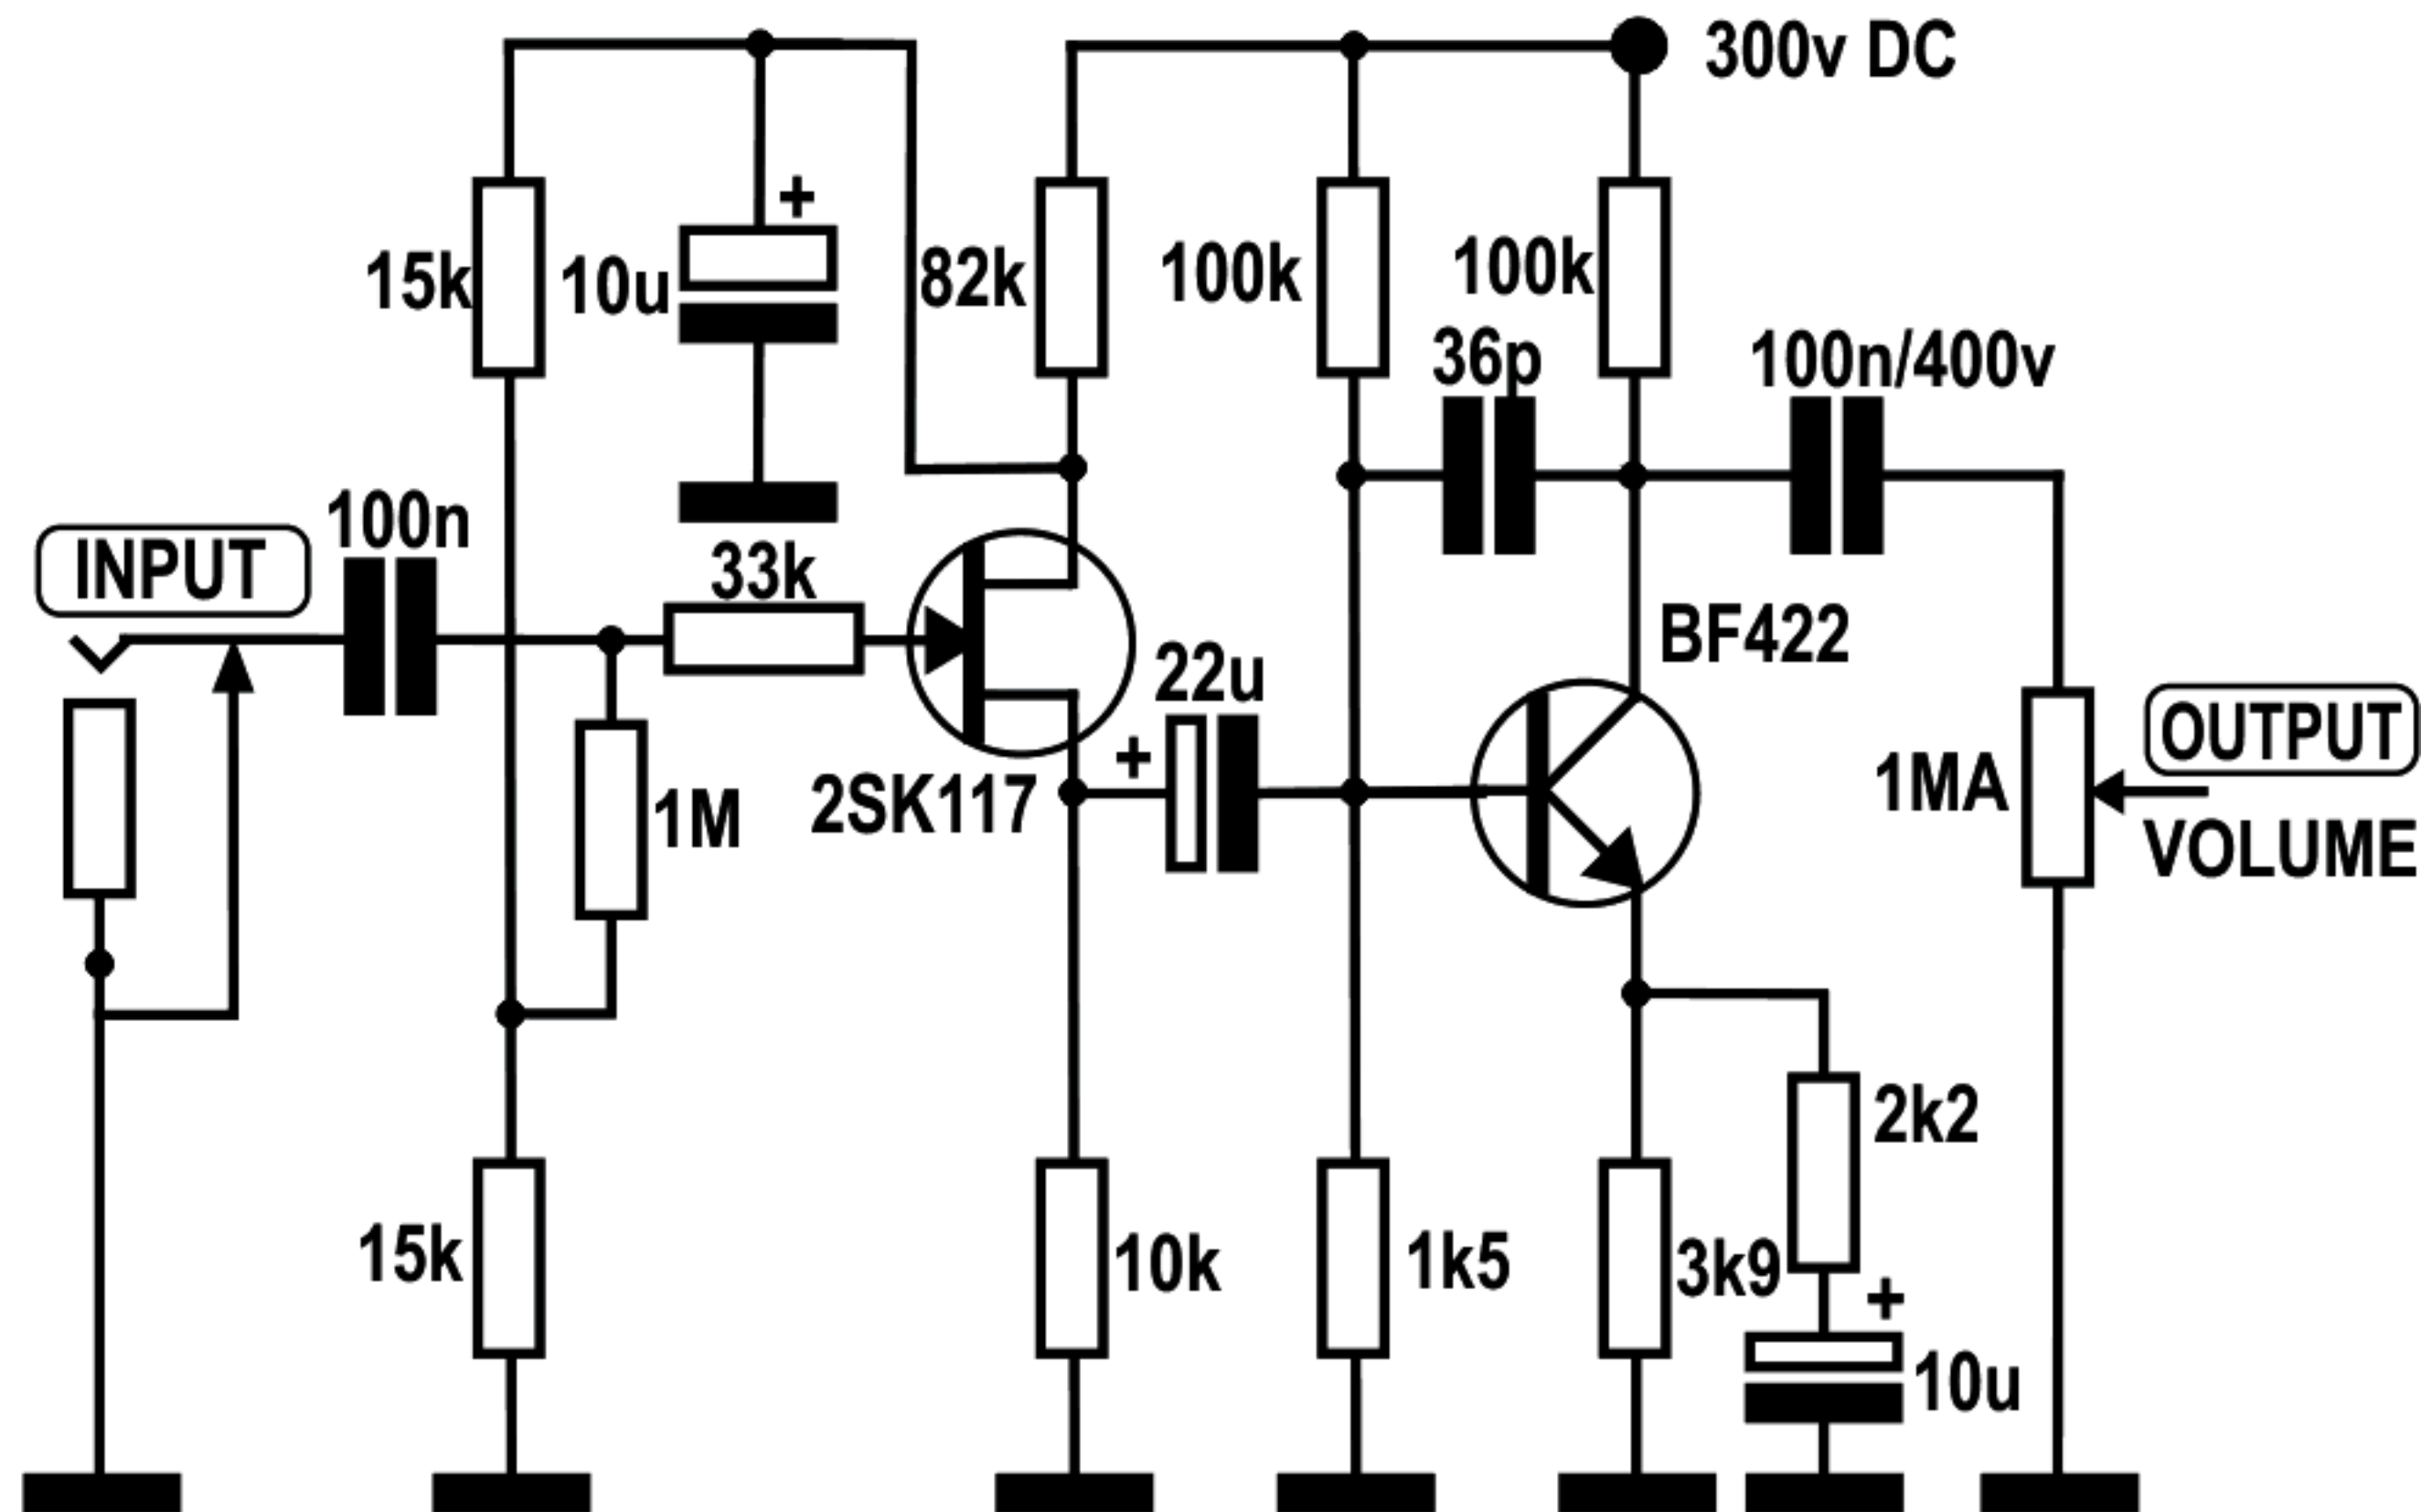 300v DC
15k
10u
+
82k
100k
100k
36p
100n/400v
INPUT
100n
33k
BF422
22u
+
1M
2SK117
1MA
OUTPUT
VOLUME
2k2
15k
10k
1k5
3k9
+
10u